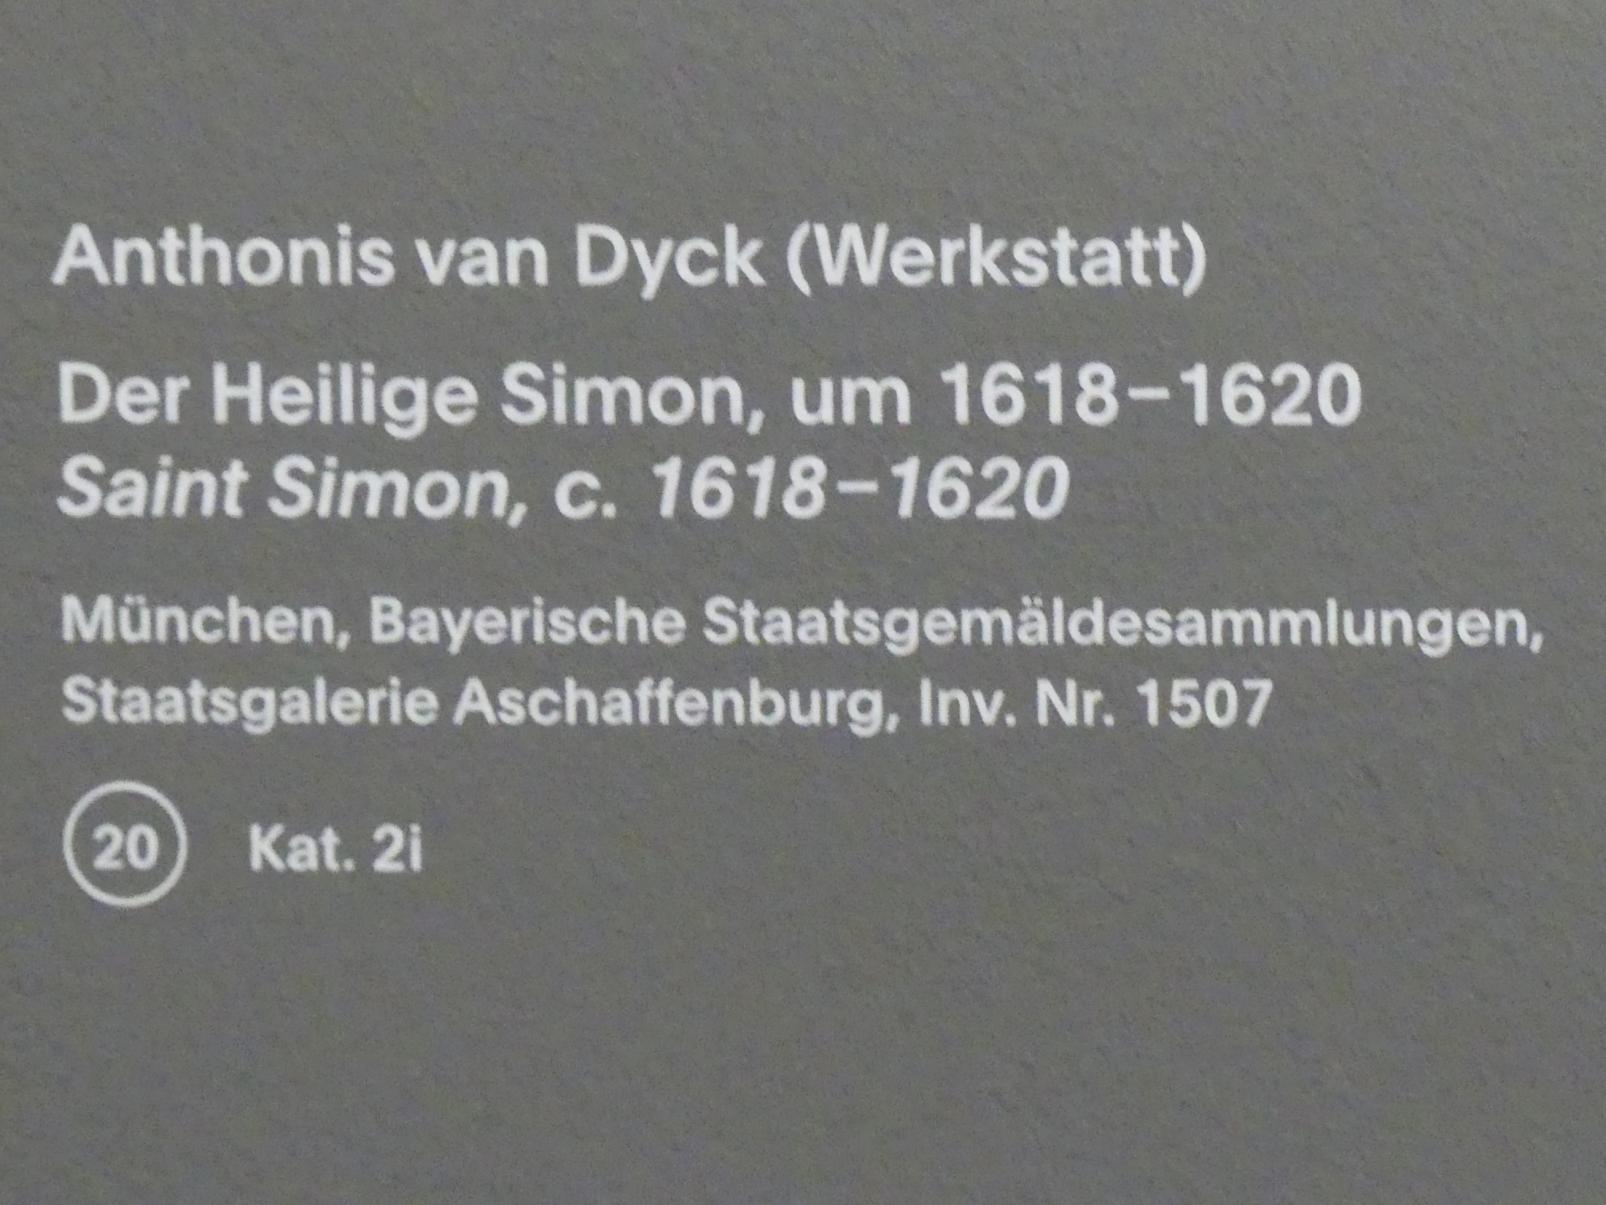 Anthonis van Dyck (Werkstatt)
Der Heilige Simon, um 1618–1620
Saint Simon, c. 1618–1620
München, Bayerische Staatsgemäldesammlungen,
Staatsgalerie Aschaffenburg, Inv. Nr. 1507
20 Kat. 2i